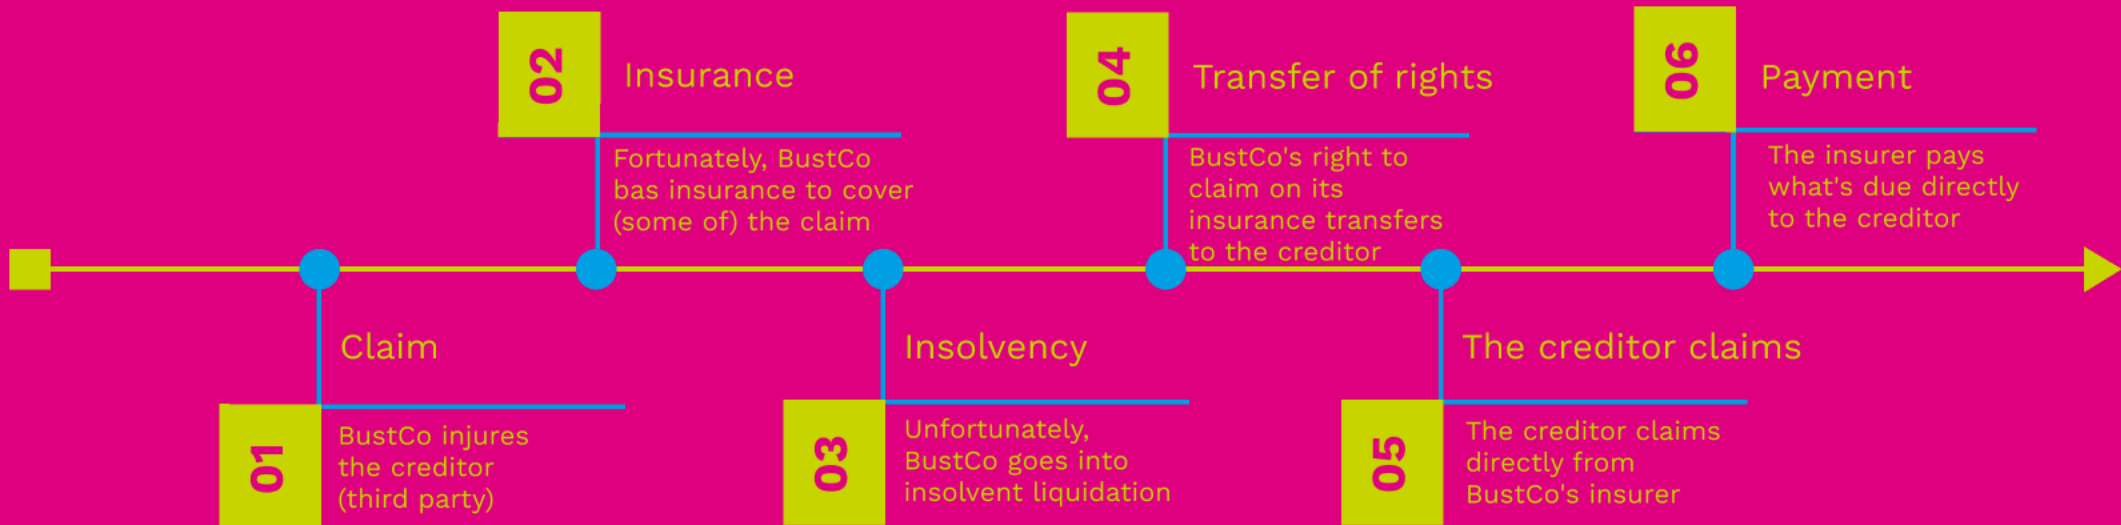 01
Claim
BustCo injures
the creditor
(third party)
02
Insurance
Fortunately, BustCo
bas insurance to cover
(some of) the claim
03
Insolvency
Unfortunately,
BustCo goes into
insolvent liquidation
04
Transfer of rights
BustCo's right to
claim on its
insurance transfers
to the creditor
05
The creditor claims
The creditor claims
directly from
BustCo's insurer
06
Payment
The insurer pays
what's due directly
to the creditor